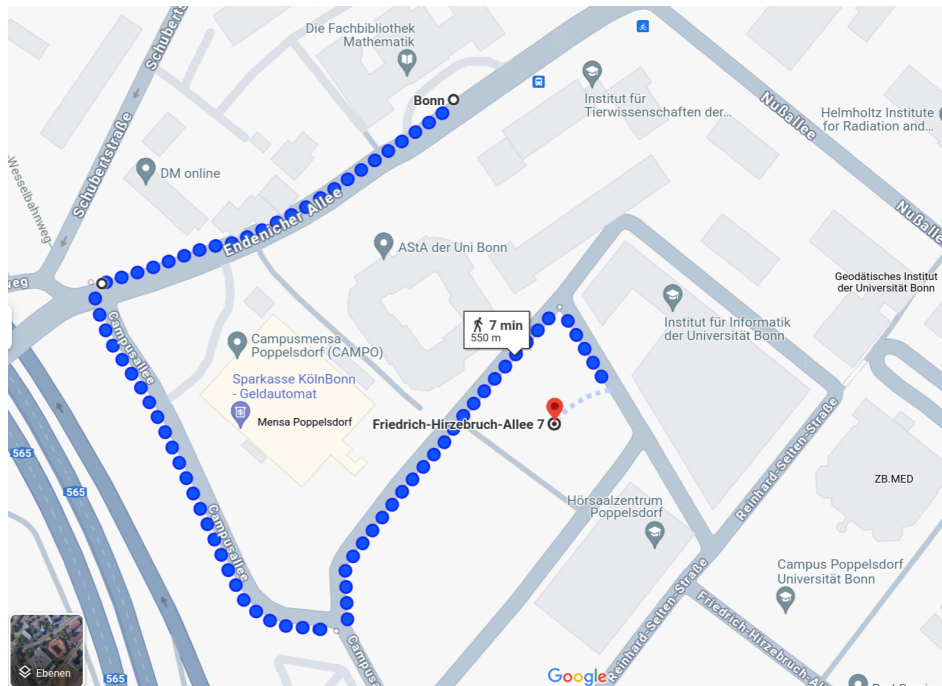 Die Fachbibliothek
Mathematik
Schubertstraße
Bonn
Institut für
Tierwissenschaften der…
Nußallee
Helmholtz Institute
for Radiation and...
Schubertstraße
DM online
Wesselbahnweg
Endenicher Allee
Nußallee
AStA der Uni Bonn
Geodätisches Institut
der Universität Bonn
eg
Campusallee
7 min
550 m
Institut für Informatik
der Universität Bonn
Campusmensa
Poppelsdorf (CAMPO)
Sparkasse KölnBonn
- Geldautomat
Mensa Poppelsdorf
Friedrich-Hirzebruch-Allee 7
565
565
Reinhard-Selten-Straße
ZB.MED
Hörsaalzentrum
Poppelsdorf
Campusallee
Campus Poppelsdorf
Universität Bonn
Reinhard-Selten-Straße
Friedrich-Hirzebruch-A
Campusa
Ebenen
565
Google